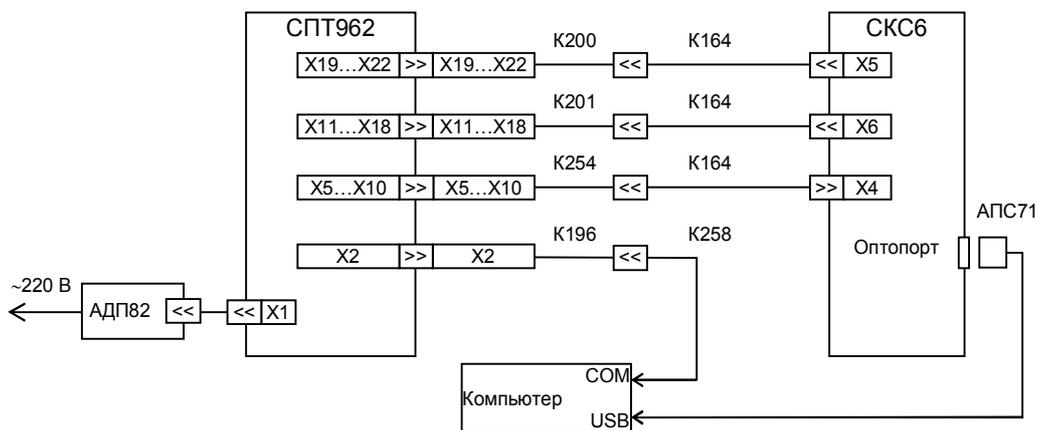 СПТ962
СКС6
К200
К164
X19...X22 >> X19...X22 << << X5
К201
К164
X11...X18 >> X11...X18 << << X6
К254
К164
X5...X10 >> X5...X10 << >> X4
АПС71
К196
К258
Оптопорт
X2 >> X2 <<
~220 В
АДП82 << << X1
COM
Компьютер
USB